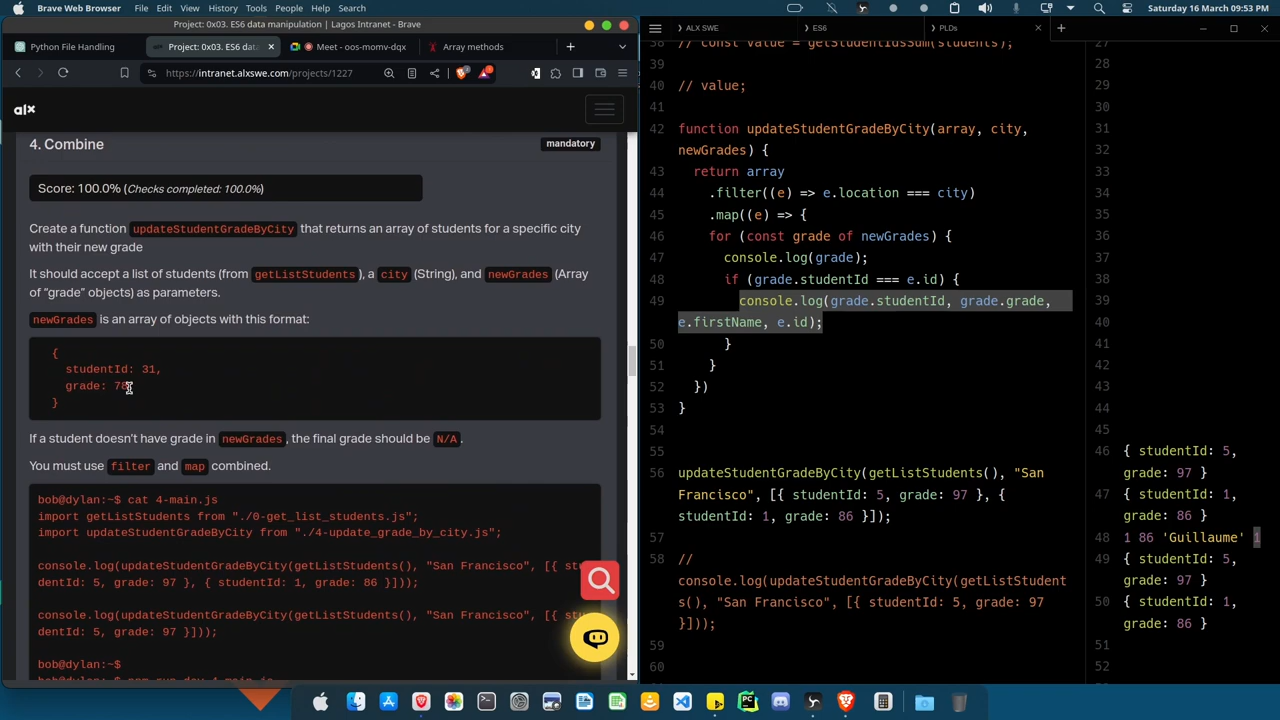 Brave Web Browser File Edit View History Tools People Help Search Saturday 16 March 09:53 PM
Project: 0x03. ES6 data manipulation | Lagos Intranet - Brave
Python File Handling Project: 0x03. ES6 dat Meet - oos-momv-dqx Array methods
https://intranet.alxswe.com/projects/1227
alx
4. Combine mandatory
Score: 100.0% (Checks completed: 100.0%)
Create a function updateStudentGradeByCity that returns an array of students for a specific city
with their new grade
It should accept a list of students (from getListStudents), a city (String), and newGrades (Array
of “grade” objects) as parameters.
newGrades is an array of objects with this format:
{
studentId: 31,
grade: 78
}
If a student doesn’t have grade in newGrades, the final grade should be N/A.
You must use filter and map combined.
bob@dylan:~$ cat 4-main.js
import getListStudents from "./0-get_list_students.js";
import updateStudentGradeByCity from "./4-update_grade_by_city.js";
console.log(updateStudentGradeByCity(getListStudents(), "San Francisco", [{ stu
dentId: 5, grade: 97 }, { studentId: 1, grade: 86 }]));
console.log(updateStudentGradeByCity(getListStudents(), "San Francisco", [{ stu
dentId: 5, grade: 97 }]));
bob@dylan:~$
ALX SWE ES6 PLDs
38 // const value = getStudentIdsSum(students);
39
40 // value;
41
42 function updateStudentGradeByCity(array, city,
newGrades) {
43 return array
44 .filter((e) => e.location === city)
45 .map((e) => {
46 for (const grade of newGrades) {
47 console.log(grade);
48 if (grade.studentId === e.id) {
49 console.log(grade.studentId, grade.grade,
e.firstName, e.id);
50 }
51 }
52 })
53 }
54
55
56 updateStudentGradeByCity(getListStudents(), "San
Francisco", [{ studentId: 5, grade: 97 }, {
studentId: 1, grade: 86 }]);
57
58 //
console.log(updateStudentGradeByCity(getListStudent
s(), "San Francisco", [{ studentId: 5, grade: 97
}]));
59
60
27
28
29
30
31
32
33
34
35
36
37
38
39
40
41
42
43
44
45
46 { studentId: 5,
grade: 97 }
47 { studentId: 1,
grade: 86 }
48 1 86 'Guillaume' 1
49 { studentId: 5,
grade: 97 }
50 { studentId: 1,
grade: 86 }
51
52